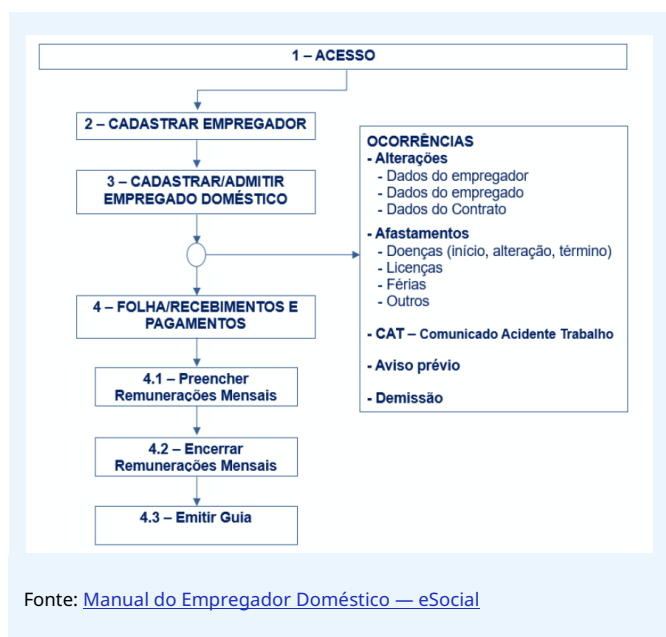 1 – ACESSO
2 – CADASTRAR EMPREGADOR
3 – CADASTRAR/ADMITIR
EMPREGADO DOMÉSTICO
OCORRÊNCIAS
- Alterações
- Dados do empregador
- Dados do empregado
- Dados do Contrato
- Afastamentos
- Doenças (início, alteração, término)
- Licenças
- Férias
- Outros
- CAT – Comunicado Acidente Trabalho
- Aviso prévio
- Demissão
4 – FOLHA/RECEBIMENTOS E
PAGAMENTOS
4.1 – Preencher
Remunerações Mensais
4.2 – Encerrar
Remunerações Mensais
4.3 – Emitir Guia
Fonte: Manual do Empregador Doméstico — eSocial